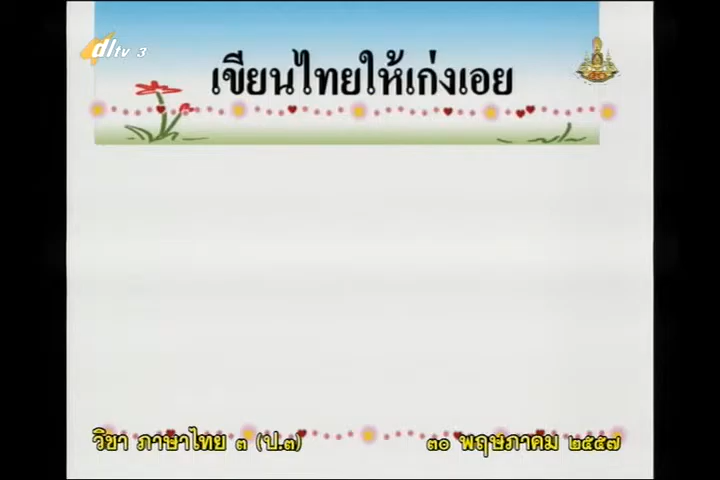 dltv 3
เขียนไทยให้เก่งเอย
วิชา ภาษาไทย ๓ (ป.๓)
๓๐ พฤษภาคม ๒๕๕๗